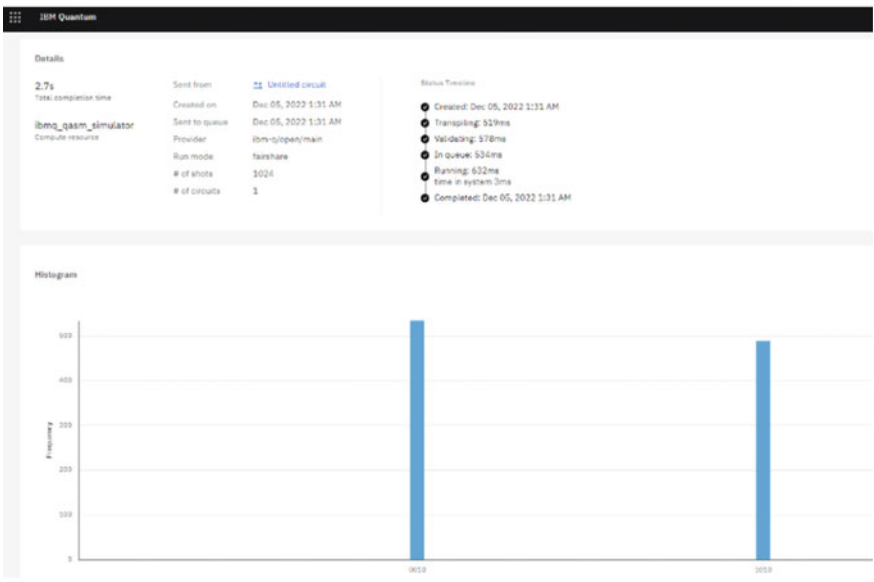 IBM Quantum
Details
2.7s
Total completion time
ibmq_qasm_simulator
Compute resource
Sent from Untitled circuit
Created on Dec 05, 2022 1:31 AM
Sent to queue Dec 05, 2022 1:31 AM
Provider ibm-q/open/main
Run mode fairshare
# of shots 1024
# of circuits 1
Status Timeline
Created: Dec 05, 2022 1:31 AM
Transpiling: 519ms
Validating: 578ms
In queue: 534ms
Running: 632ms
time in system 3ms
Completed: Dec 05, 2022 1:31 AM
Histogram
Frequency
500
400
300
200
100
0
0010
1010